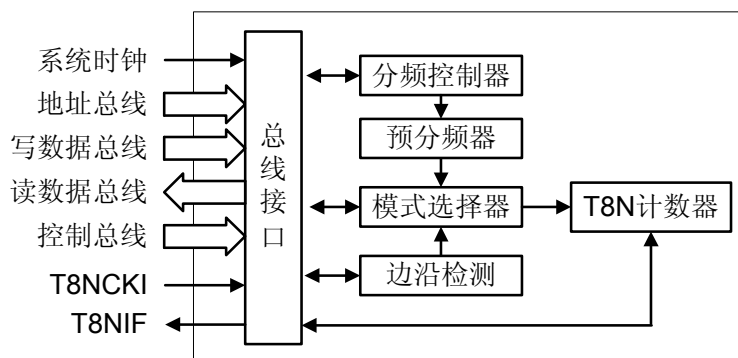 系统时钟
地址总线
写数据总线
读数据总线
控制总线
T8NCKI
T8NIF
总线接口
分频控制器
预分频器
模式选择器
边沿检测
T8N计数器